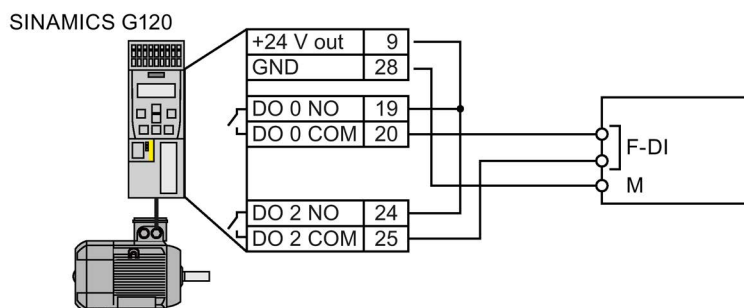 SINAMICS G120
+24 V out 9
GND 28
DO 0 NO 19
DO 0 COM 20
F-DI
M
DO 2 NO 24
DO 2 COM 25